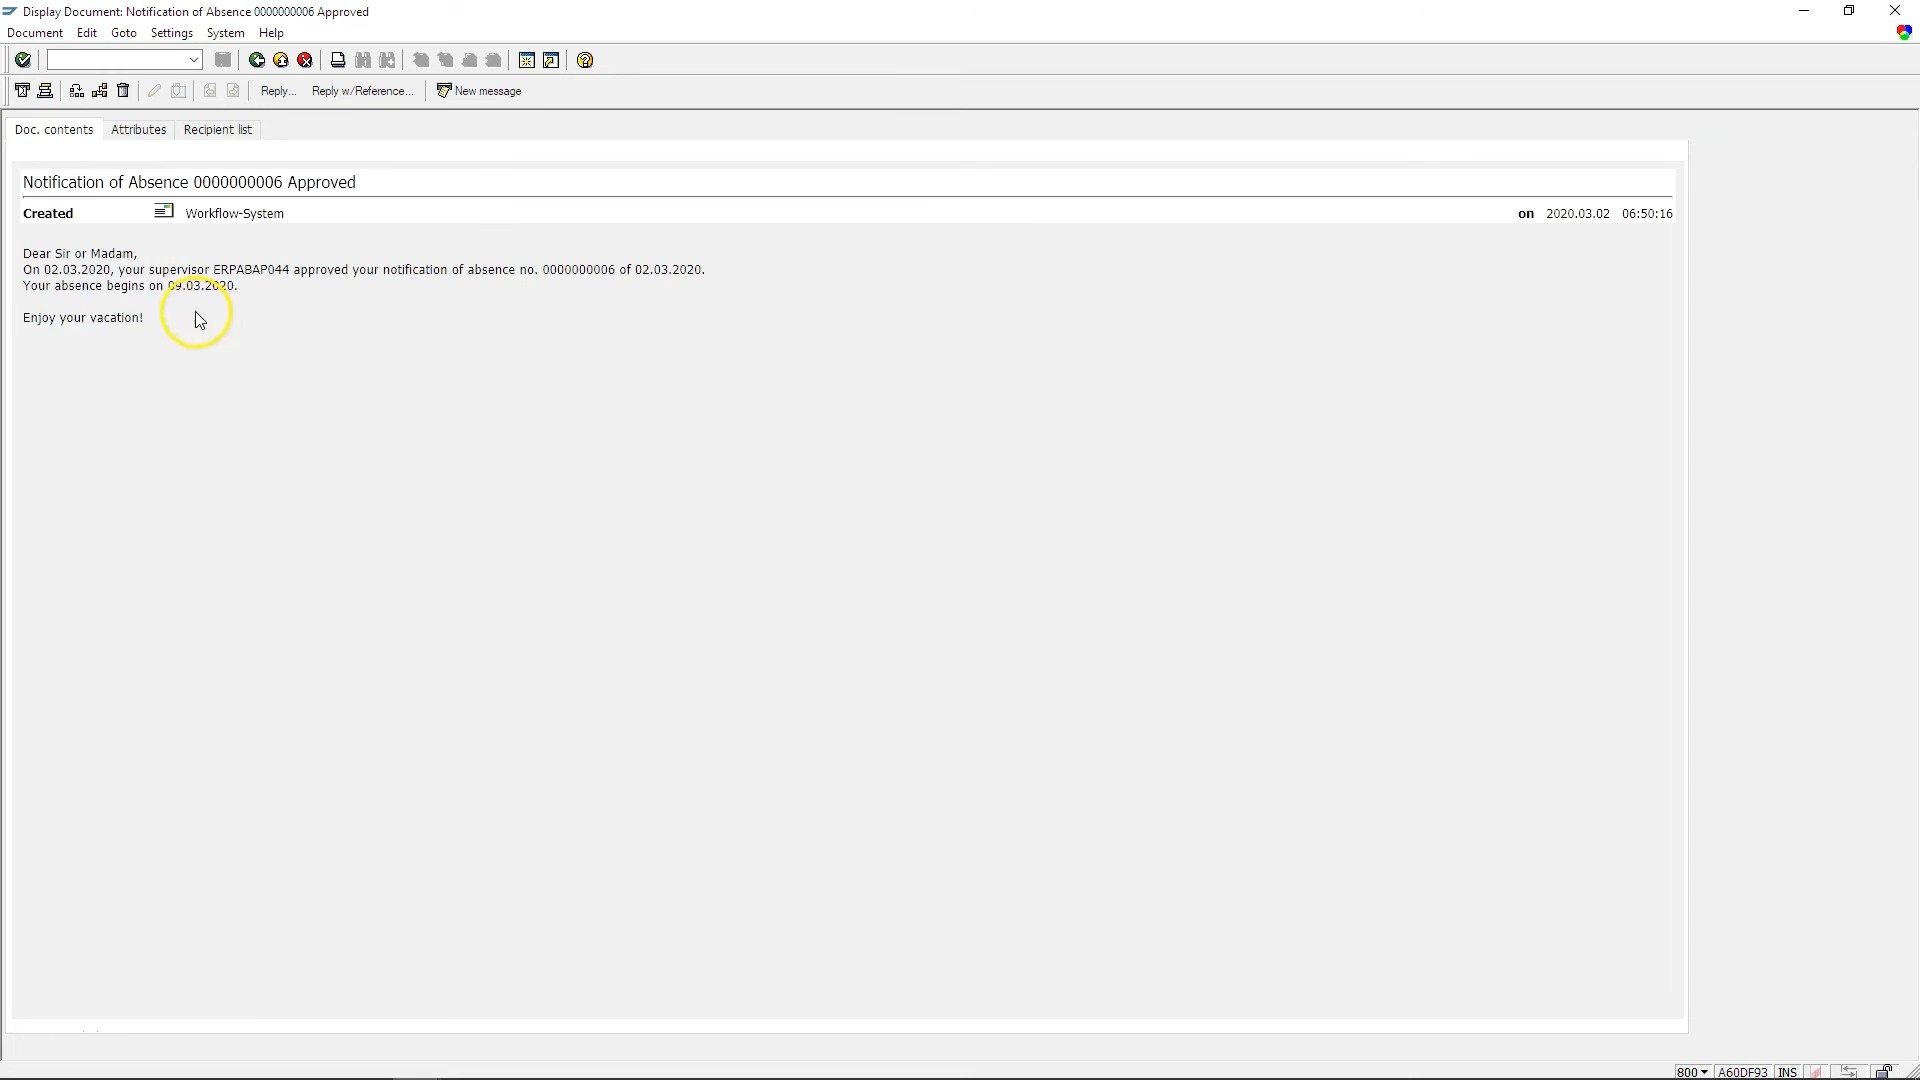 Display Document: Notification of Absence 0000000006 Approved
Document Edit Goto Settings System Help
Reply... Reply w/Reference... New message
Doc. contents Attributes Recipient list
Notification of Absence 0000000006 Approved
Created Workflow-System on 2020.03.02 06:50:16
Dear Sir or Madam,
On 02.03.2020, your supervisor ERPABAP044 approved your notification of absence no. 0000000006 of 02.03.2020.
Your absence begins on 09.03.2020.
Enjoy your vacation!
800 A60DF93 INS